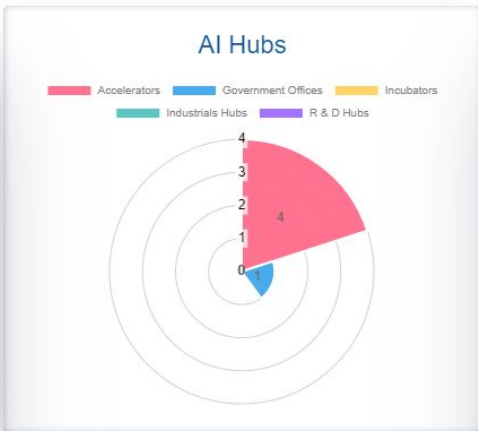 AI Hubs
Accelerators Government Offices Incubators
Industrials Hubs R & D Hubs
4
3
2
4
1
0 1